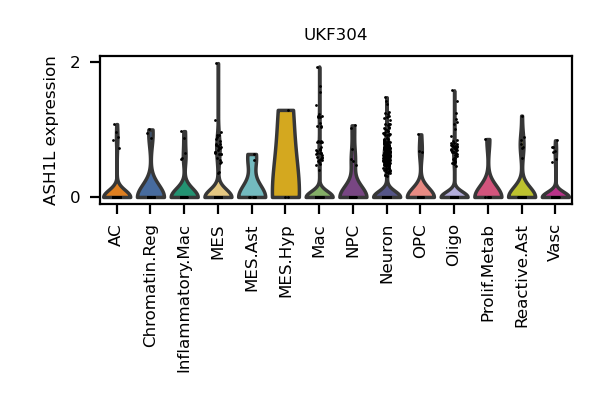 UKF304
ASH1L expression
2
0
AC
Chromatin.Reg
Inflammatory.Mac
MES
MES.Ast
MES.Hyp
Mac
NPC
Neuron
OPC
Oligo
Prolif.Metab
Reactive.Ast
Vasc